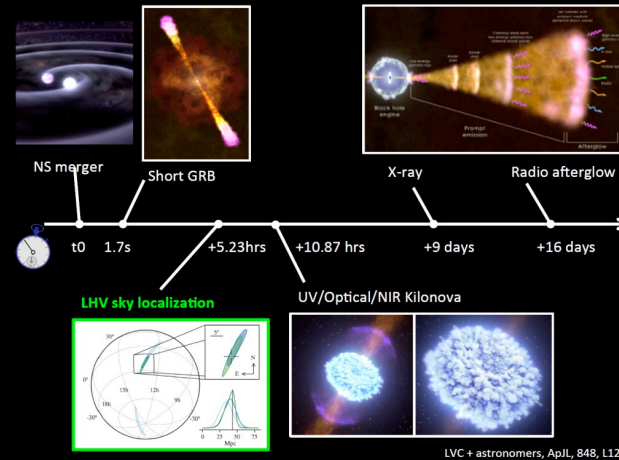 Black hole
engine
Prompt
emission
Afterglow
NS merger
Short GRB
X-ray
Radio afterglow
t0
1.7s
+5.23hrs
+10.87 hrs
+9 days
+16 days
LHV sky localization
UV/Optical/NIR Kilonova
30°
0°
-30°
18h
15h
12h
9h
-30°
N
E
0 25 50 75
Mpc
LVC + astronomers, ApJL, 848, L12